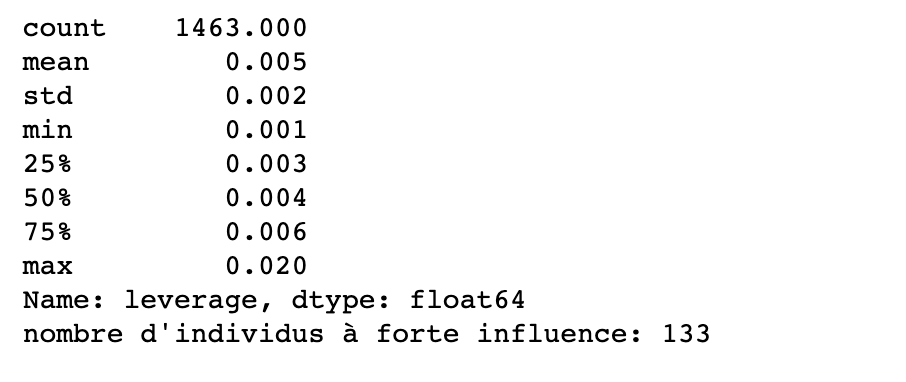 count    1463.000
mean        0.005
std         0.002
min         0.001
25%         0.003
50%         0.004
75%         0.006
max         0.020
Name: leverage, dtype: float64
nombre d'individus à forte influence: 133